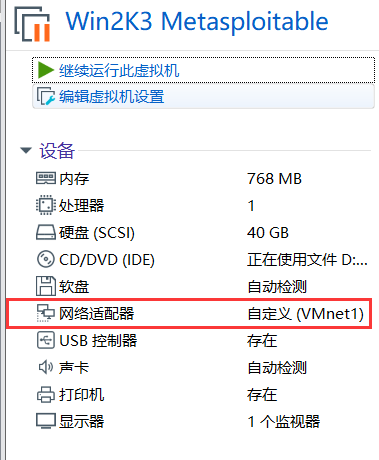 Win2K3 Metasploitable
继续运行此虚拟机
编辑虚拟机设置
设备
内存 768 MB
处理器 1
硬盘 (SCSI) 40 GB
CD/DVD (IDE) 正在使用文件 D:...
软盘 自动检测
网络适配器 自定义 (VMnet1)
USB 控制器 存在
声卡 自动检测
打印机 存在
显示器 1 个监视器